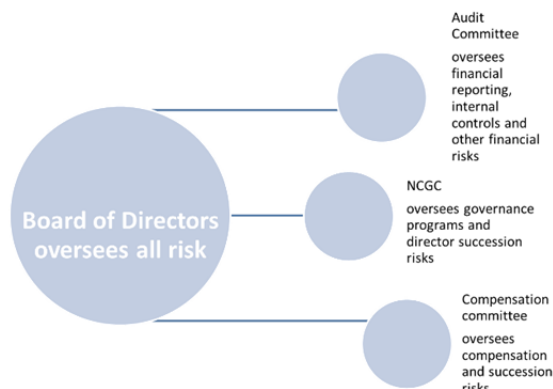 Board of Directors
oversees all risk
Audit
Committee
oversees
financial
reporting,
internal
controls and
other financial
risks
NCGC
oversees governance
programs and
director succession
risks
Compensation
committee
oversees
compensation
and succession
risks